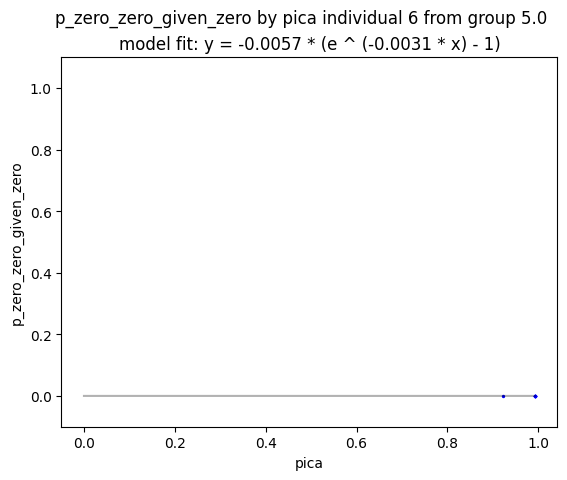 p_zero_zero_given_zero by pica individual 6 from group 5.0
model fit: y = -0.0057 * (e ^ (-0.0031 * x) - 1)
1.0
0.8
0.6
0.4
0.2
0.0
p_zero_zero_given_zero
0.0 0.2 0.4 0.6 0.8 1.0
pica